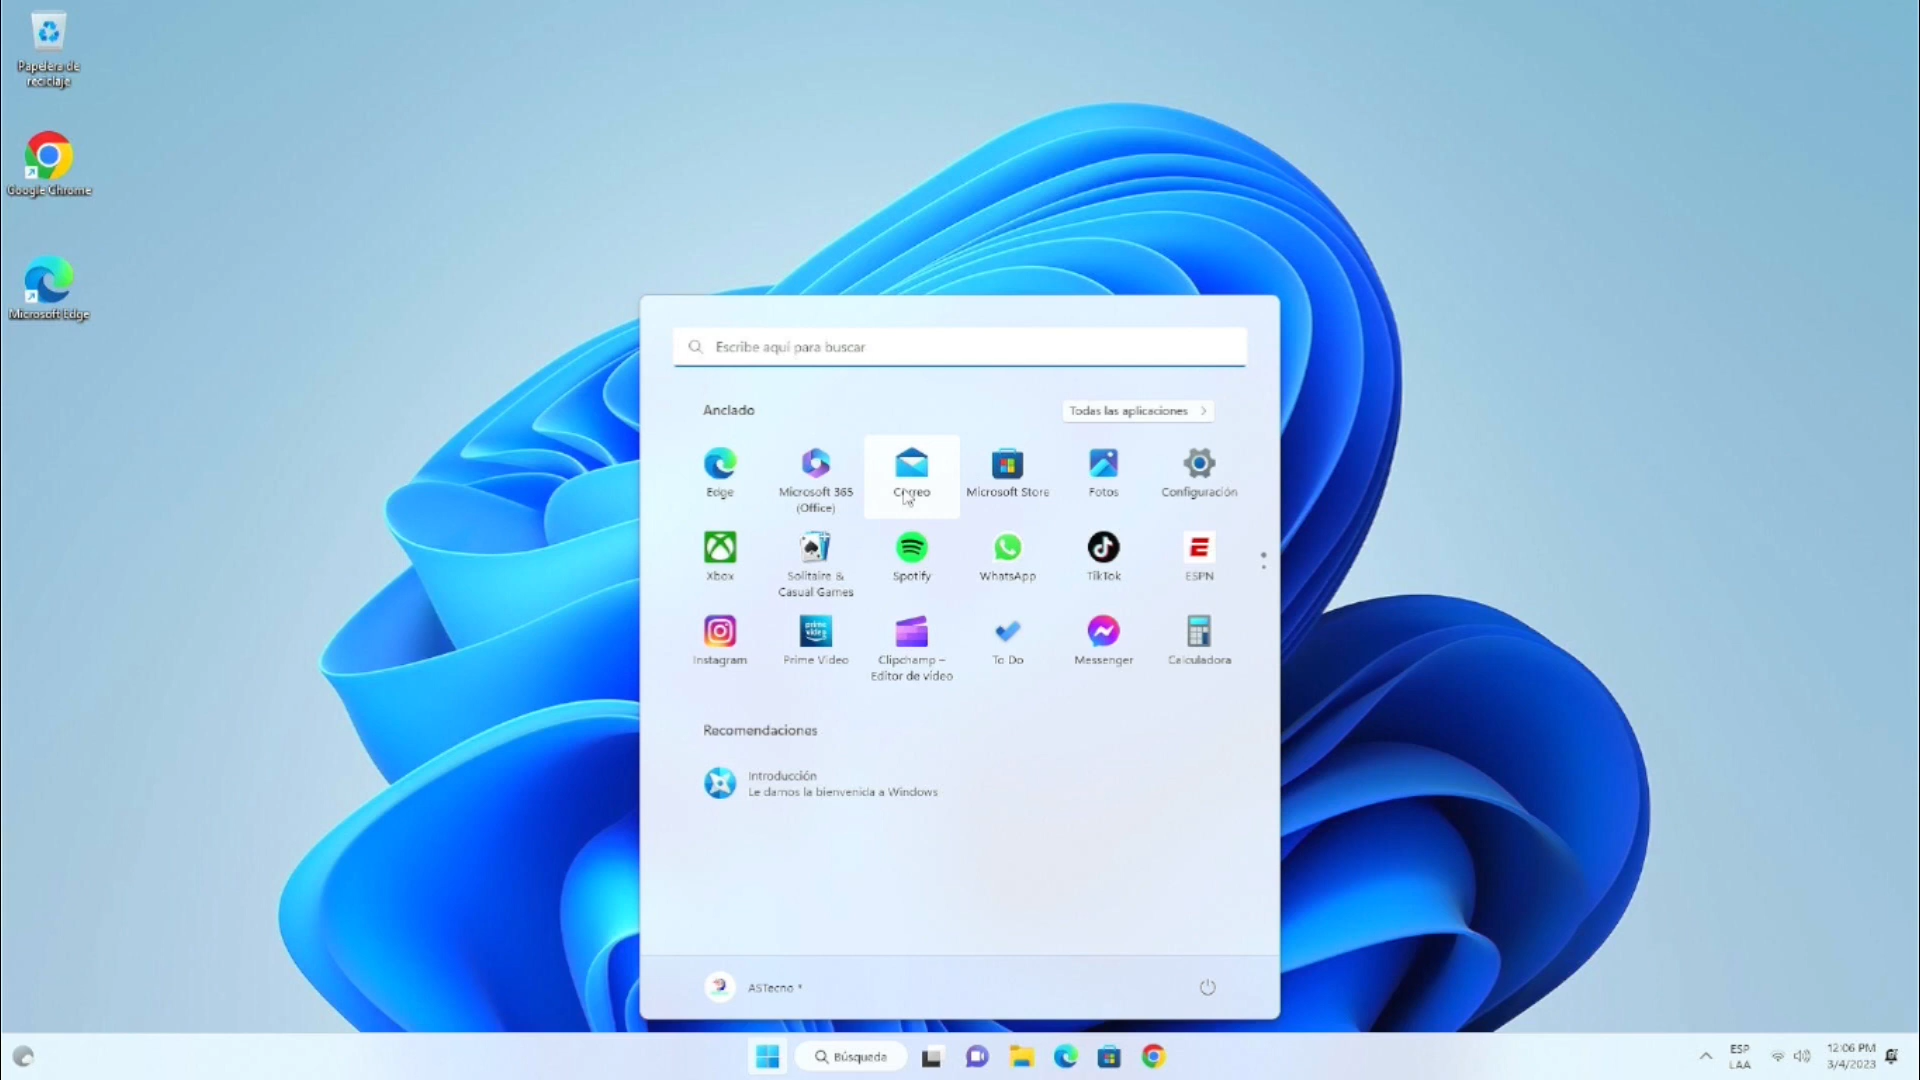 Papelera de
reciclaje
Google Chrome
Microsoft Edge
Escribe aquí para buscar
Anclado
Todas las aplicaciones
Edge
Microsoft 365
(Office)
Correo
Microsoft Store
Fotos
Configuración
Xbox
Solitaire &
Casual Games
Spotify
WhatsApp
TikTok
ESPN
Instagram
prime
video
Prime Video
Clipchamp –
Editor de vídeo
To Do
Messenger
Calculadora
Recomendaciones
Introducción
Le damos la bienvenida a Windows
ASTecno *
Búsqueda
ESP
LAA
12:06 PM
3/4/2023